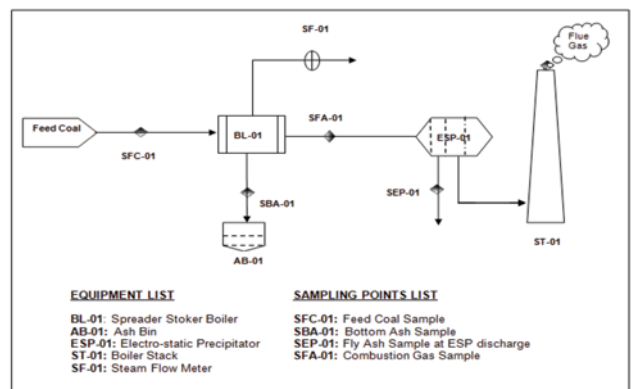 SF-01
Flue
Gas
Feed Coal
BL-01
SFA-01
ESP-01
SFC-01
SBA-01
SEP-01
AB-01
ST-01
EQUIPMENT LIST
BL-01: Spreader Stoker Boiler
AB-01: Ash Bin
ESP-01: Electro-static Precipitator
ST-01: Boiler Stack
SF-01: Steam Flow Meter
SAMPLING POINTS LIST
SFC-01: Feed Coal Sample
SBA-01: Bottom Ash Sample
SEP-01: Fly Ash Sample at ESP discharge
SFA-01: Combustion Gas Sample